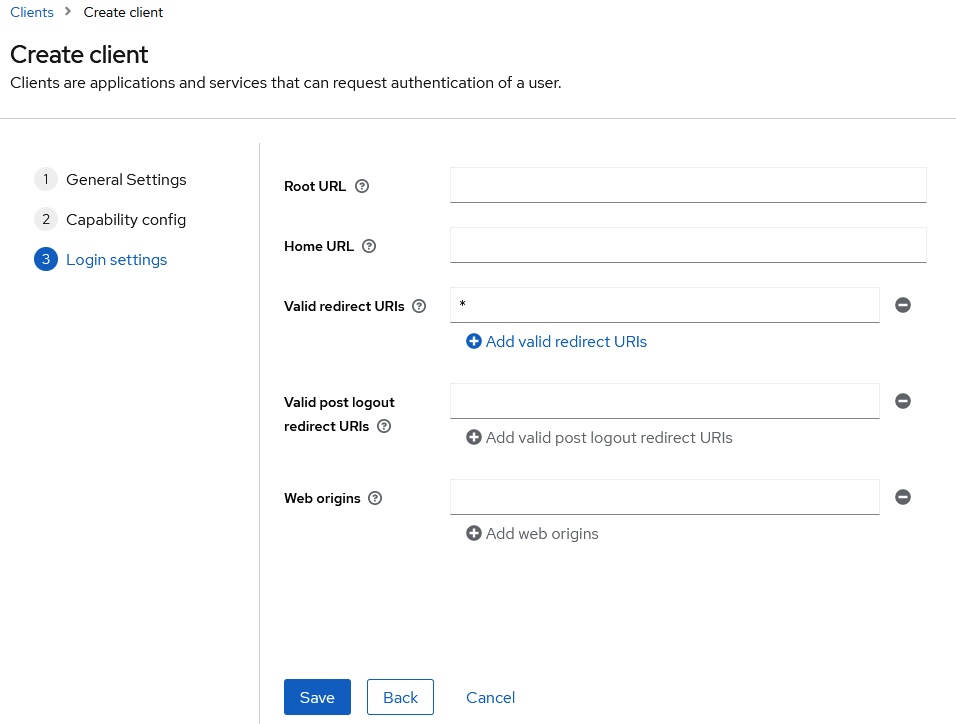 Clients > Create client
Create client
Clients are applications and services that can request authentication of a user.
1 General Settings
2 Capability config
3 Login settings
Root URL ?
Home URL ?
Valid redirect URIs ? *
Add valid redirect URIs
Valid post logout
redirect URIs ?
Add valid post logout redirect URIs
Web origins ?
Add web origins
Save Back Cancel